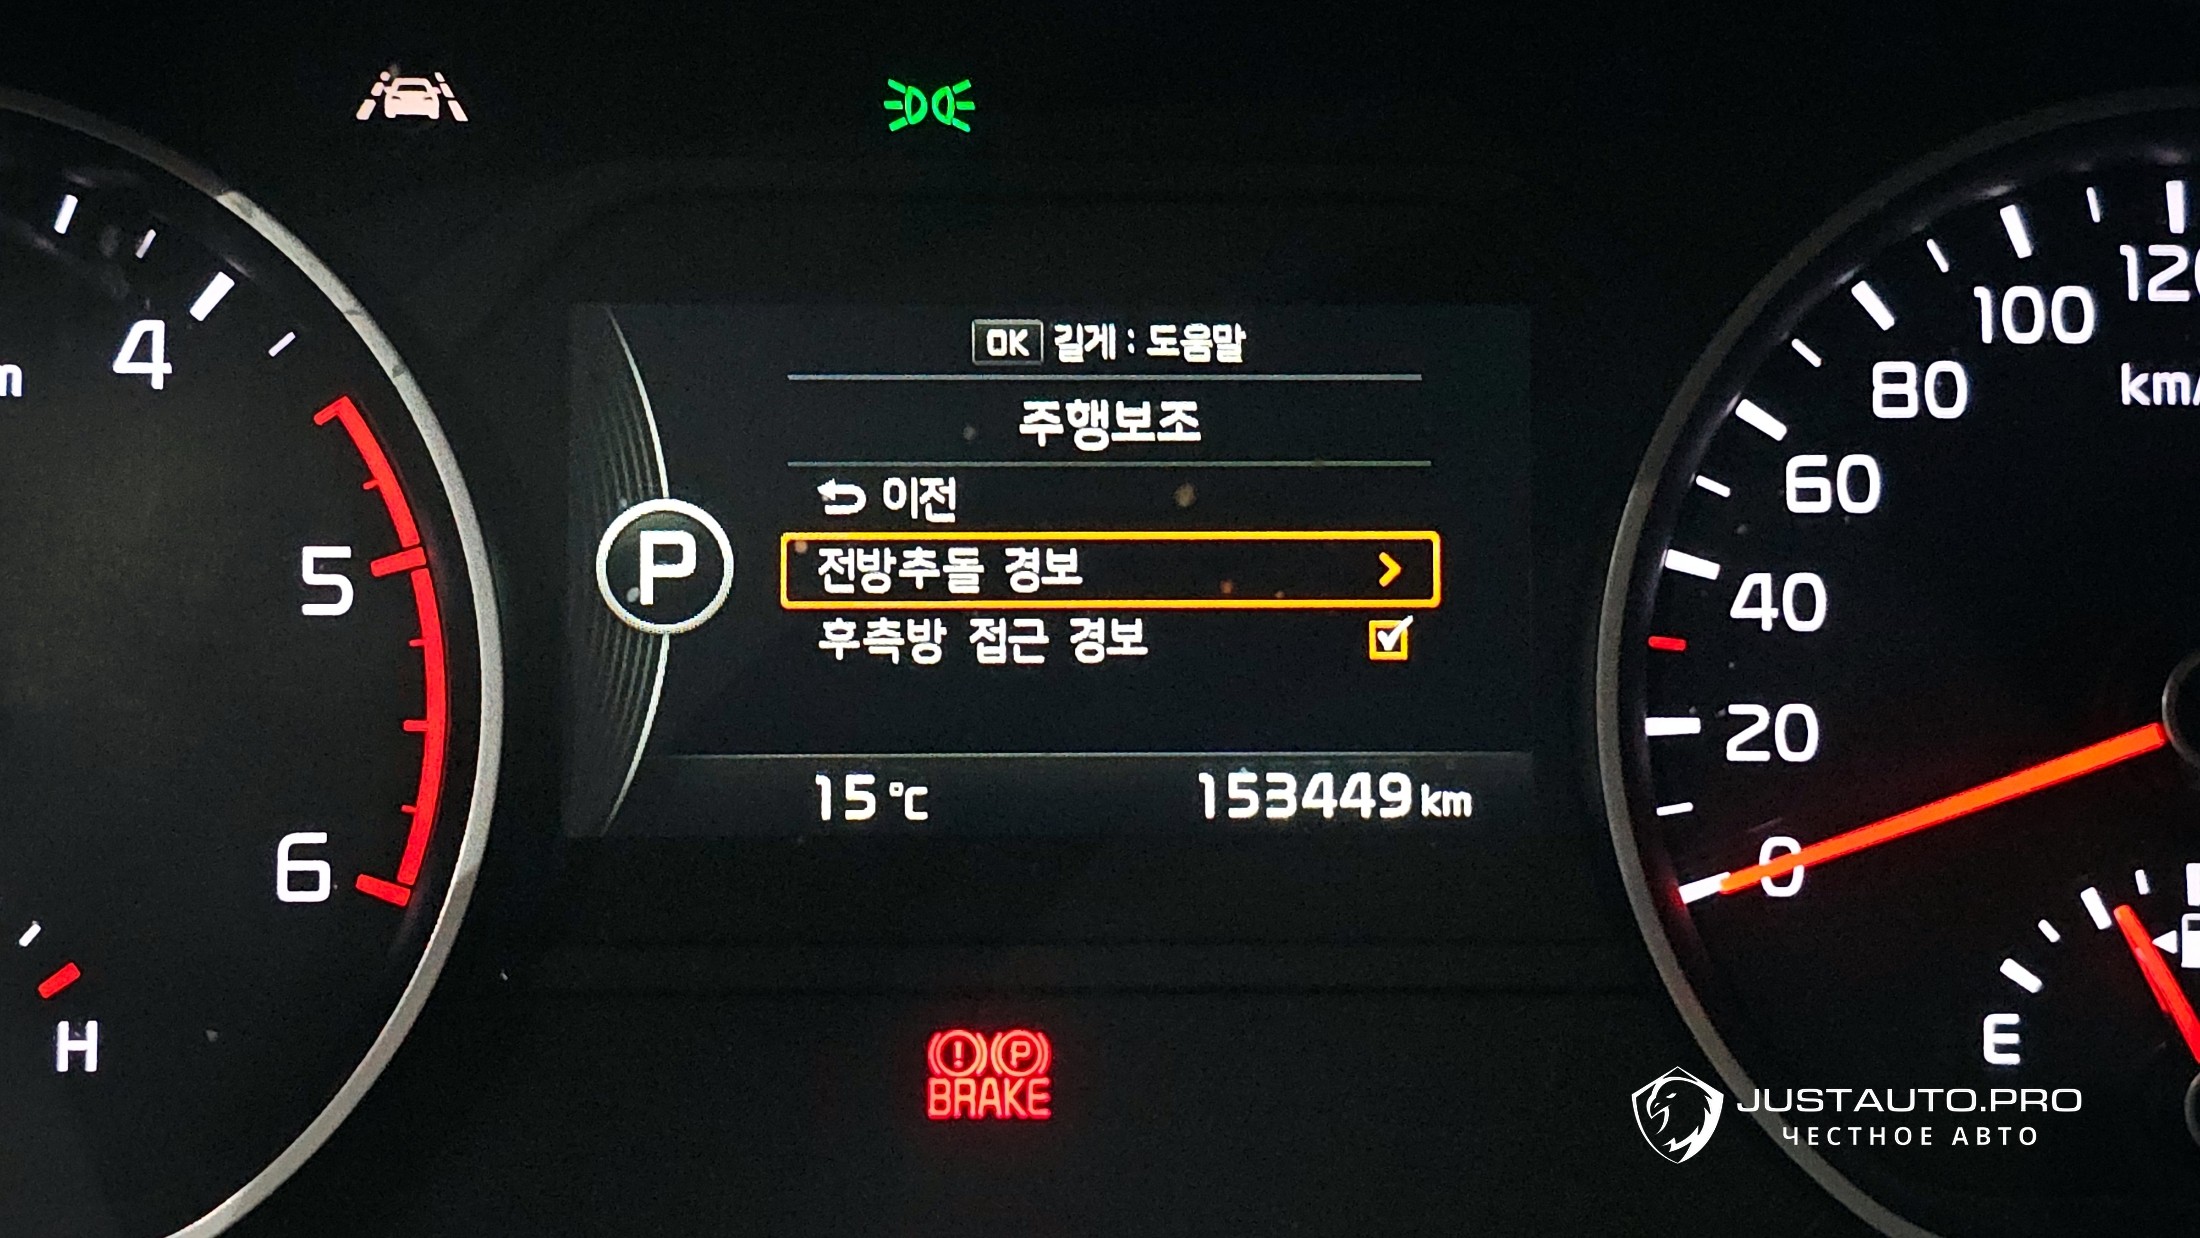 OK 길게 : 도움말
주행보조
이전
전방추돌 경보
후측방 접근 경보
P
15 °C
153449 km
4
5
6
H
120
100
km/
80
60
40
20
0
E
(!) (P)
BRAKE
JUSTAUTO.PRO
ЧЕСТНОЕ АВТО